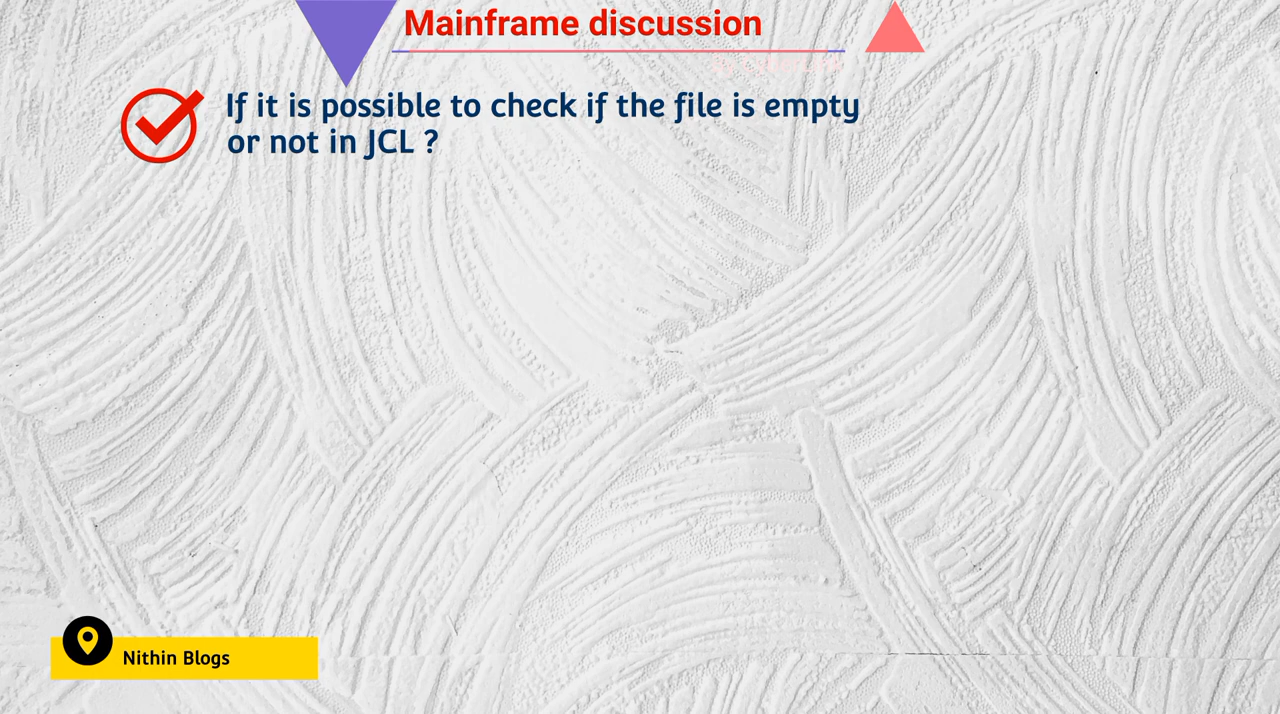 Mainframe discussion
If it is possible to check if the file is empty
or not in JCL ?
Nithin Blogs